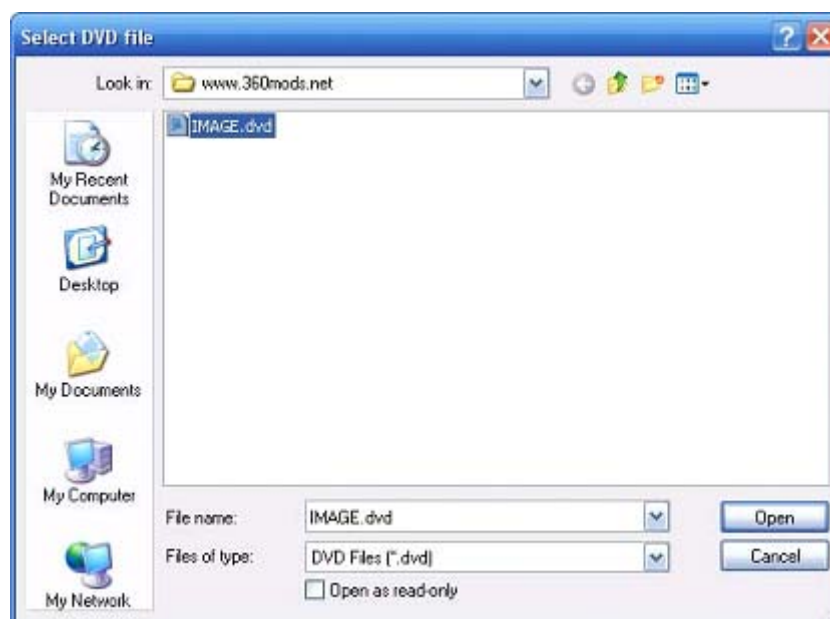 Select DVD file
Look in: www.360mods.net
IMAGE.dvd
My Recent
Documents
Desktop
My Documents
My Computer
My Network
File name: IMAGE.dvd Open
Files of type: DVD Files (*.dvd) Cancel
Open as read-only